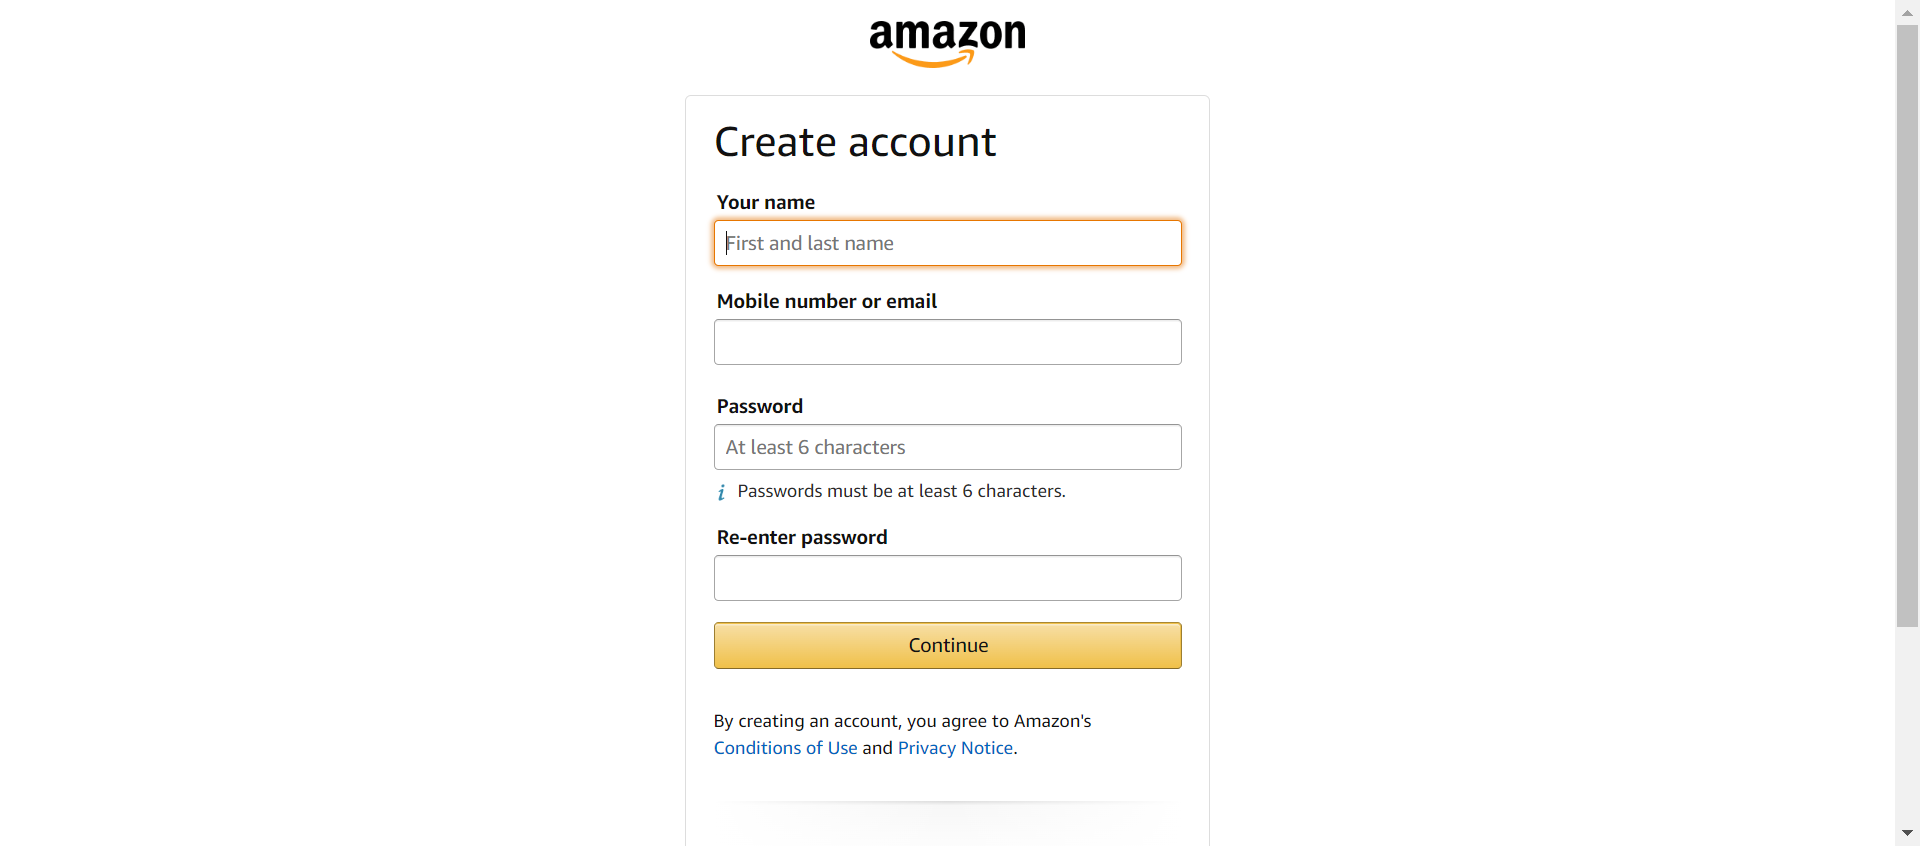 amazon
Create account
Your name
First and last name
Mobile number or email
Password
At least 6 characters
i Passwords must be at least 6 characters.
Re-enter password
Continue
By creating an account, you agree to Amazon's
Conditions of Use and Privacy Notice.